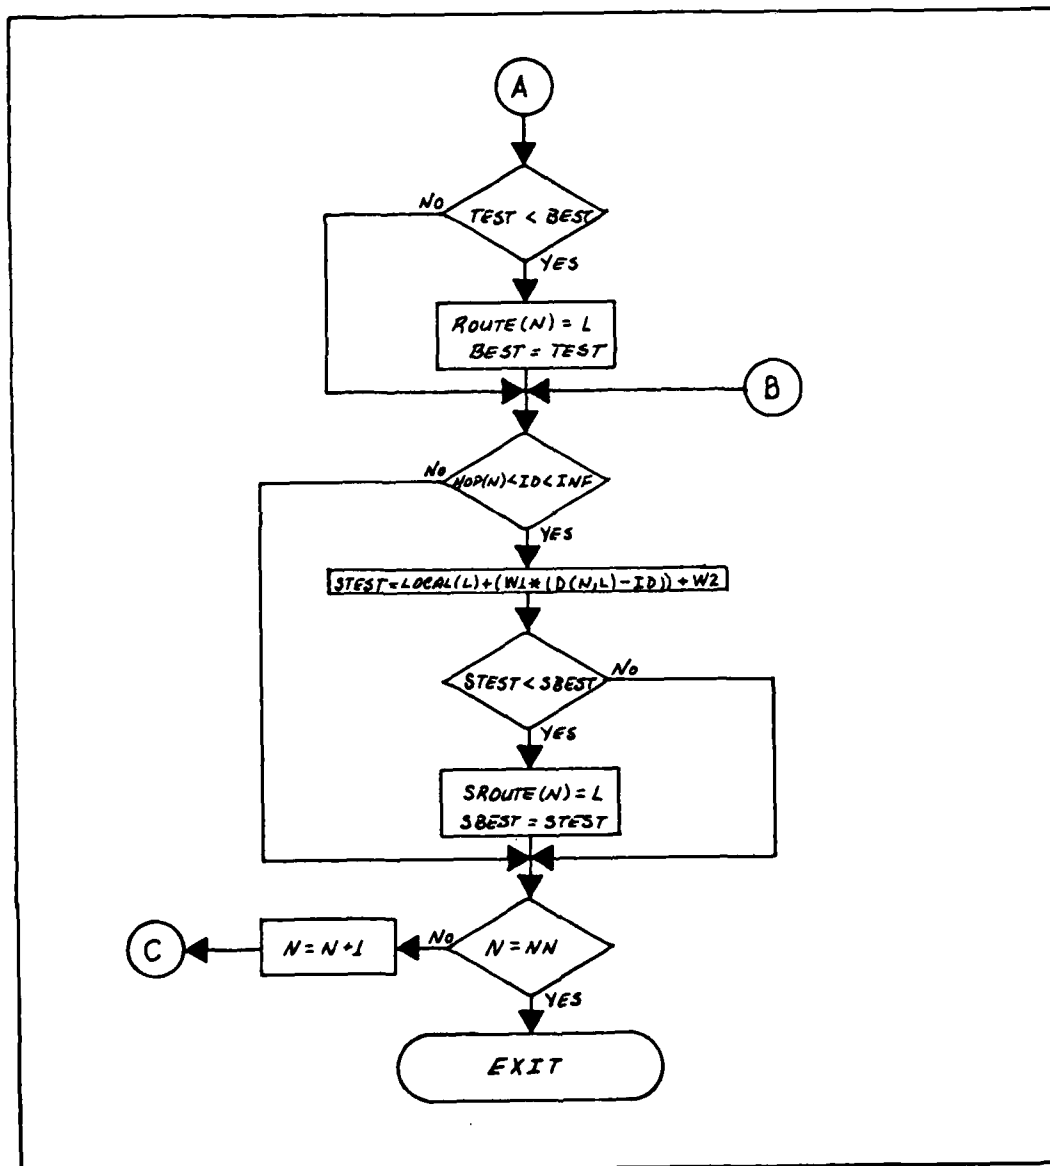 A
TEST < BEST
NO
YES
ROUTE(N) = L
BEST = TEST
B
HOP(N)<ID<INF
NO
YES
STEST=LOCAL(L)+(W1*(D(N,L)-ID))+W2
STEST < SBEST
NO
YES
SROUTE(N) = L
SBEST = STEST
C
N = N+1
NO
N = NN
YES
EXIT